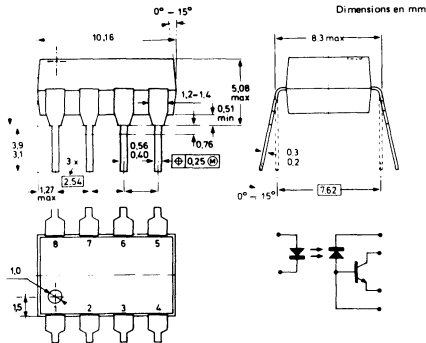 Dimensions en mm
0° – 15°
10,16
8.3 max
1,2–1,4
5,08
max
0,51
min
0,76
3,9
3,1
3 x
2,54
1,27
max
0,56
0,40
⌖ 0,25 Ⓜ
0.3
0.2
0° – 15°
7.62
8 7 6 5
1,0
1,5
1 2 3 4